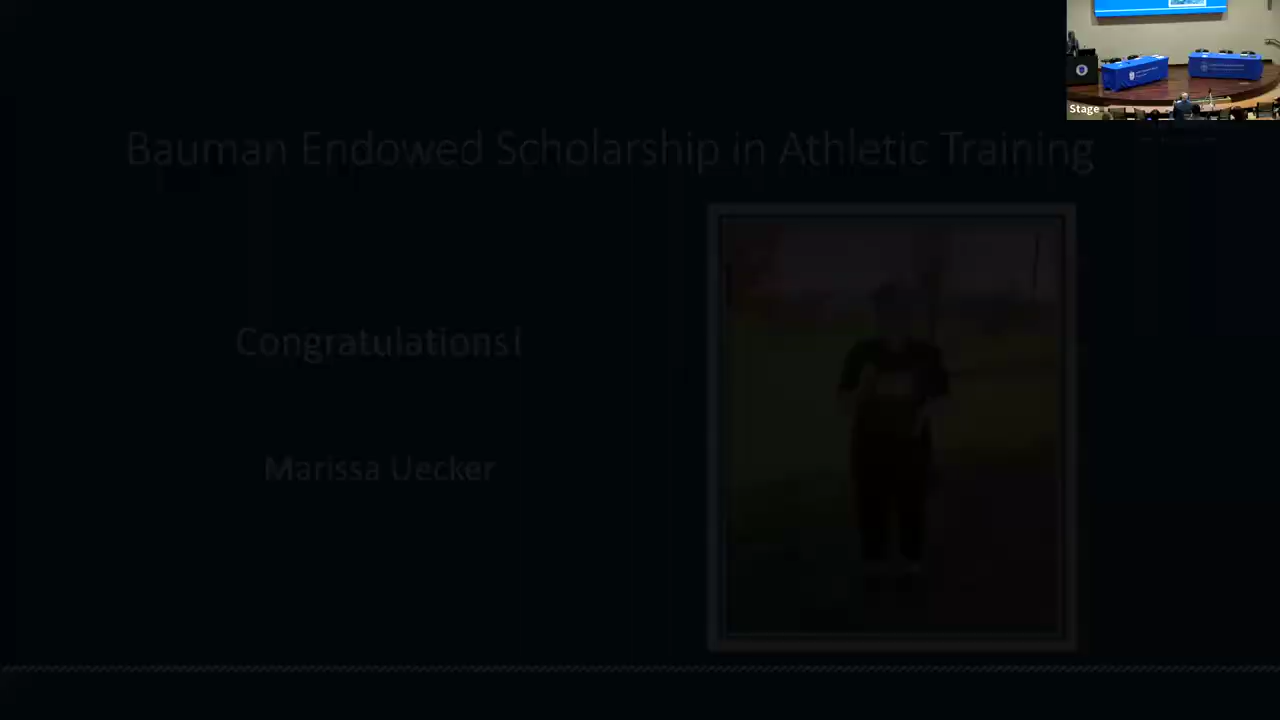 Stage
Bauman Endowed Scholarship in Athletic Training
Congratulations!
Marissa Uecker